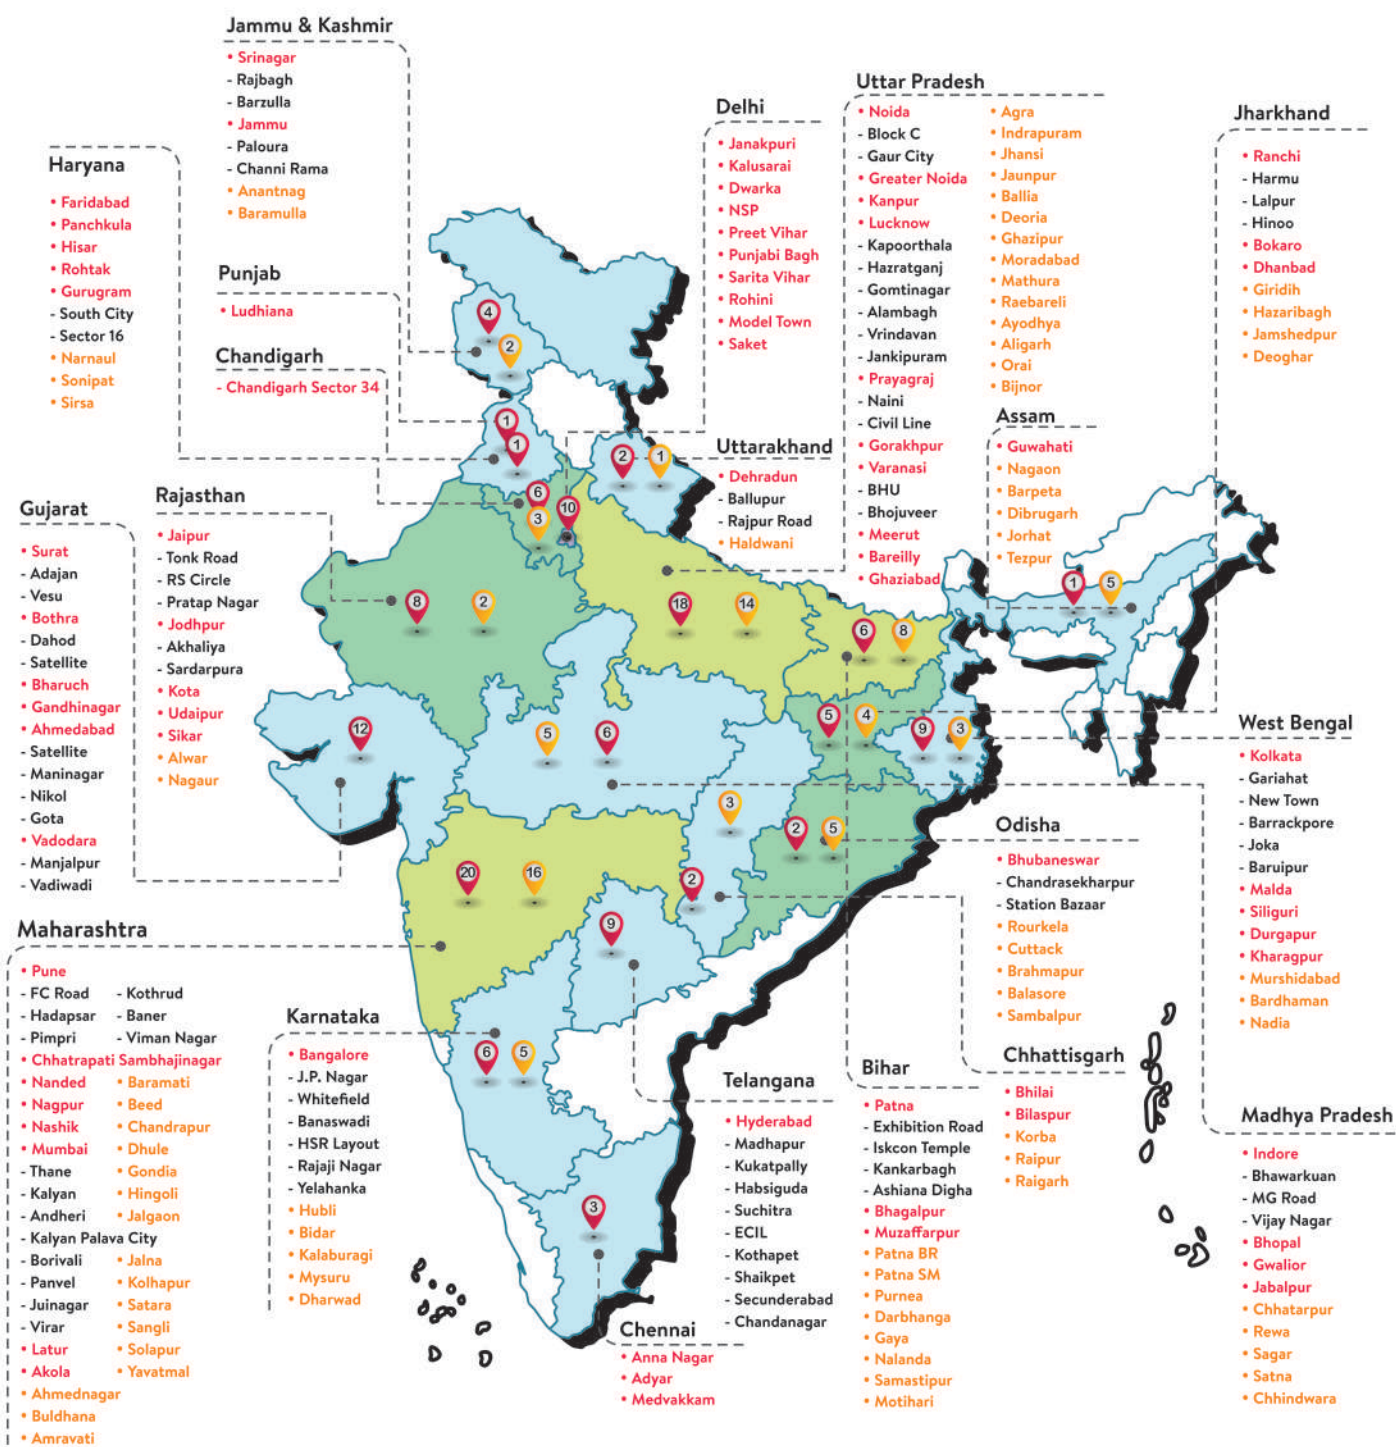 Jammu & Kashmir
• Srinagar
- Rajbagh
- Barzulla
• Jammu
- Paloura
- Channi Rama
• Anantnag
• Baramulla
Haryana
• Faridabad
• Panchkula
• Hisar
• Rohtak
• Gurugram
- South City
- Sector 16
• Narnaul
• Sonipat
• Sirsa
Punjab
• Ludhiana
Chandigarh
- Chandigarh Sector 34
Delhi
• Janakpuri
• Kalusarai
• Dwarka
• NSP
• Preet Vihar
• Punjabi Bagh
• Sarita Vihar
• Rohini
• Model Town
• Saket
Uttar Pradesh
• Noida
- Block C
- Gaur City
• Greater Noida
• Kanpur
• Lucknow
- Kapoorthala
- Hazratganj
- Gomtinagar
- Alambagh
- Vrindavan
- Jankipuram
• Prayagraj
- Naini
- Civil Line
• Gorakhpur
• Varanasi
- BHU
- Bhojuveer
• Meerut
• Bareilly
• Ghaziabad
• Agra
• Indrapuram
• Jhansi
• Jaunpur
• Ballia
• Deoria
• Ghazipur
• Moradabad
• Mathura
• Raebareli
• Ayodhya
• Aligarh
• Orai
• Bijnor
Jharkhand
• Ranchi
- Harmu
- Lalpur
- Hinoo
• Bokaro
• Dhanbad
• Giridih
• Hazaribagh
• Jamshedpur
• Deoghar
Assam
• Guwahati
• Nagaon
• Barpeta
• Dibrugarh
• Jorhat
• Tezpur
Uttarakhand
• Dehradun
- Ballupur
- Rajpur Road
• Haldwani
Gujarat
• Surat
- Adajan
- Vesu
• Bothra
- Dahod
- Satellite
• Bharuch
• Gandhinagar
• Ahmedabad
- Satellite
- Maninagar
- Nikol
- Gota
• Vadodara
- Manjalpur
- Vadiwadi
Rajasthan
• Jaipur
- Tonk Road
- RS Circle
- Pratap Nagar
• Jodhpur
- Akhaliya
- Sardarpura
• Kota
• Udaipur
• Sikar
• Alwar
• Nagaur
4
2
1
1
2 1
6
3
10
8 2
18 14
6 8
1 5
12
5 6
5 4
9 3
3
2 5
20 16
2
9
6 5
3
West Bengal
• Kolkata
- Gariahat
- New Town
- Barrackpore
- Joka
- Baruipur
• Malda
• Siliguri
• Durgapur
• Kharagpur
• Murshidabad
• Bardhaman
• Nadia
Odisha
• Bhubaneswar
- Chandrasekharpur
- Station Bazaar
• Rourkela
• Cuttack
• Brahmapur
• Balasore
• Sambalpur
Maharashtra
• Pune
- FC Road - Kothrud
- Hadapsar - Baner
- Pimpri - Viman Nagar
• Chhatrapati Sambhajinagar
• Nanded • Baramati
• Nagpur • Beed
• Nashik • Chandrapur
• Mumbai • Dhule
- Thane • Gondia
- Kalyan • Hingoli
- Andheri • Jalgaon
- Kalyan Palava City
- Borivali • Jalna
- Panvel • Kolhapur
- Juinagar • Satara
- Virar • Sangli
• Latur • Solapur
• Akola • Yavatmal
• Ahmednagar
• Buldhana
• Amravati
Karnataka
• Bangalore
- J.P. Nagar
- Whitefield
- Banaswadi
- HSR Layout
- Rajaji Nagar
- Yelahanka
• Hubli
• Bidar
• Kalaburagi
• Mysuru
• Dharwad
Chennai
• Anna Nagar
• Adyar
• Medvakkam
Telangana
• Hyderabad
- Madhapur
- Kukatpally
- Habsiguda
- Suchitra
- ECIL
- Kothapet
- Shaikpet
- Secunderabad
- Chandanagar
Bihar
• Patna
- Exhibition Road
- Iskcon Temple
- Kankarbagh
- Ashiana Digha
• Bhagalpur
• Muzaffarpur
• Patna BR
• Patna SM
• Purnea
• Darbhanga
• Gaya
• Nalanda
• Samastipur
• Motihari
Chhattisgarh
• Bhilai
• Bilaspur
• Korba
• Raipur
• Raigarh
Madhya Pradesh
• Indore
- Bhawarkuan
- MG Road
- Vijay Nagar
• Bhopal
• Gwalior
• Jabalpur
• Chhatarpur
• Rewa
• Sagar
• Satna
• Chhindwara